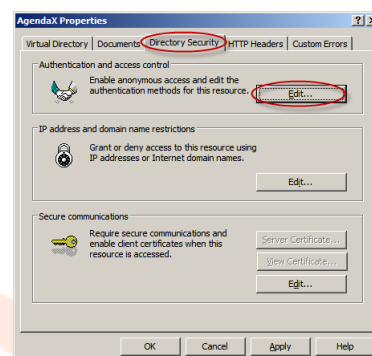 AgendaX Properties
Virtual Directory Documents Directory Security HTTP Headers Custom Errors
Authentication and access control
Enable anonymous access and edit the
authentication methods for this resource.
Edit...
IP address and domain name restrictions
Grant or deny access to this resource using
IP addresses or Internet domain names.
Edit...
Secure communications
Require secure communications and
enable client certificates when this
resource is accessed.
Server Certificate...
View Certificate...
Edit...
OK Cancel Apply Help